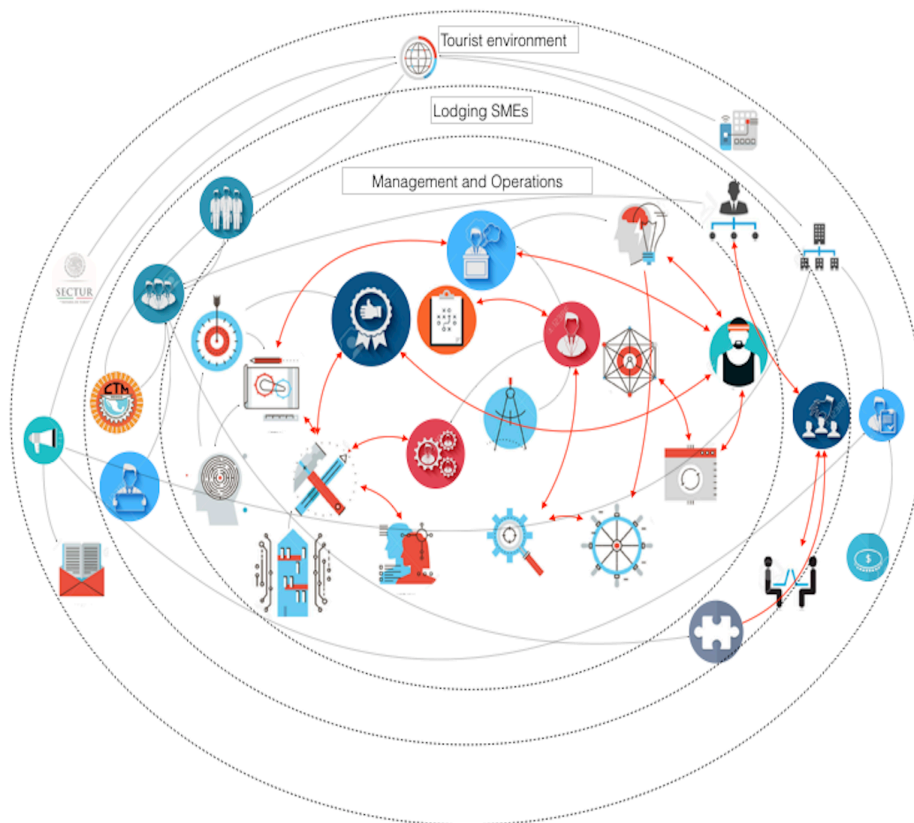 Tourist environment
Lodging SMEs
Management and Operations
SECTUR
CTM
$